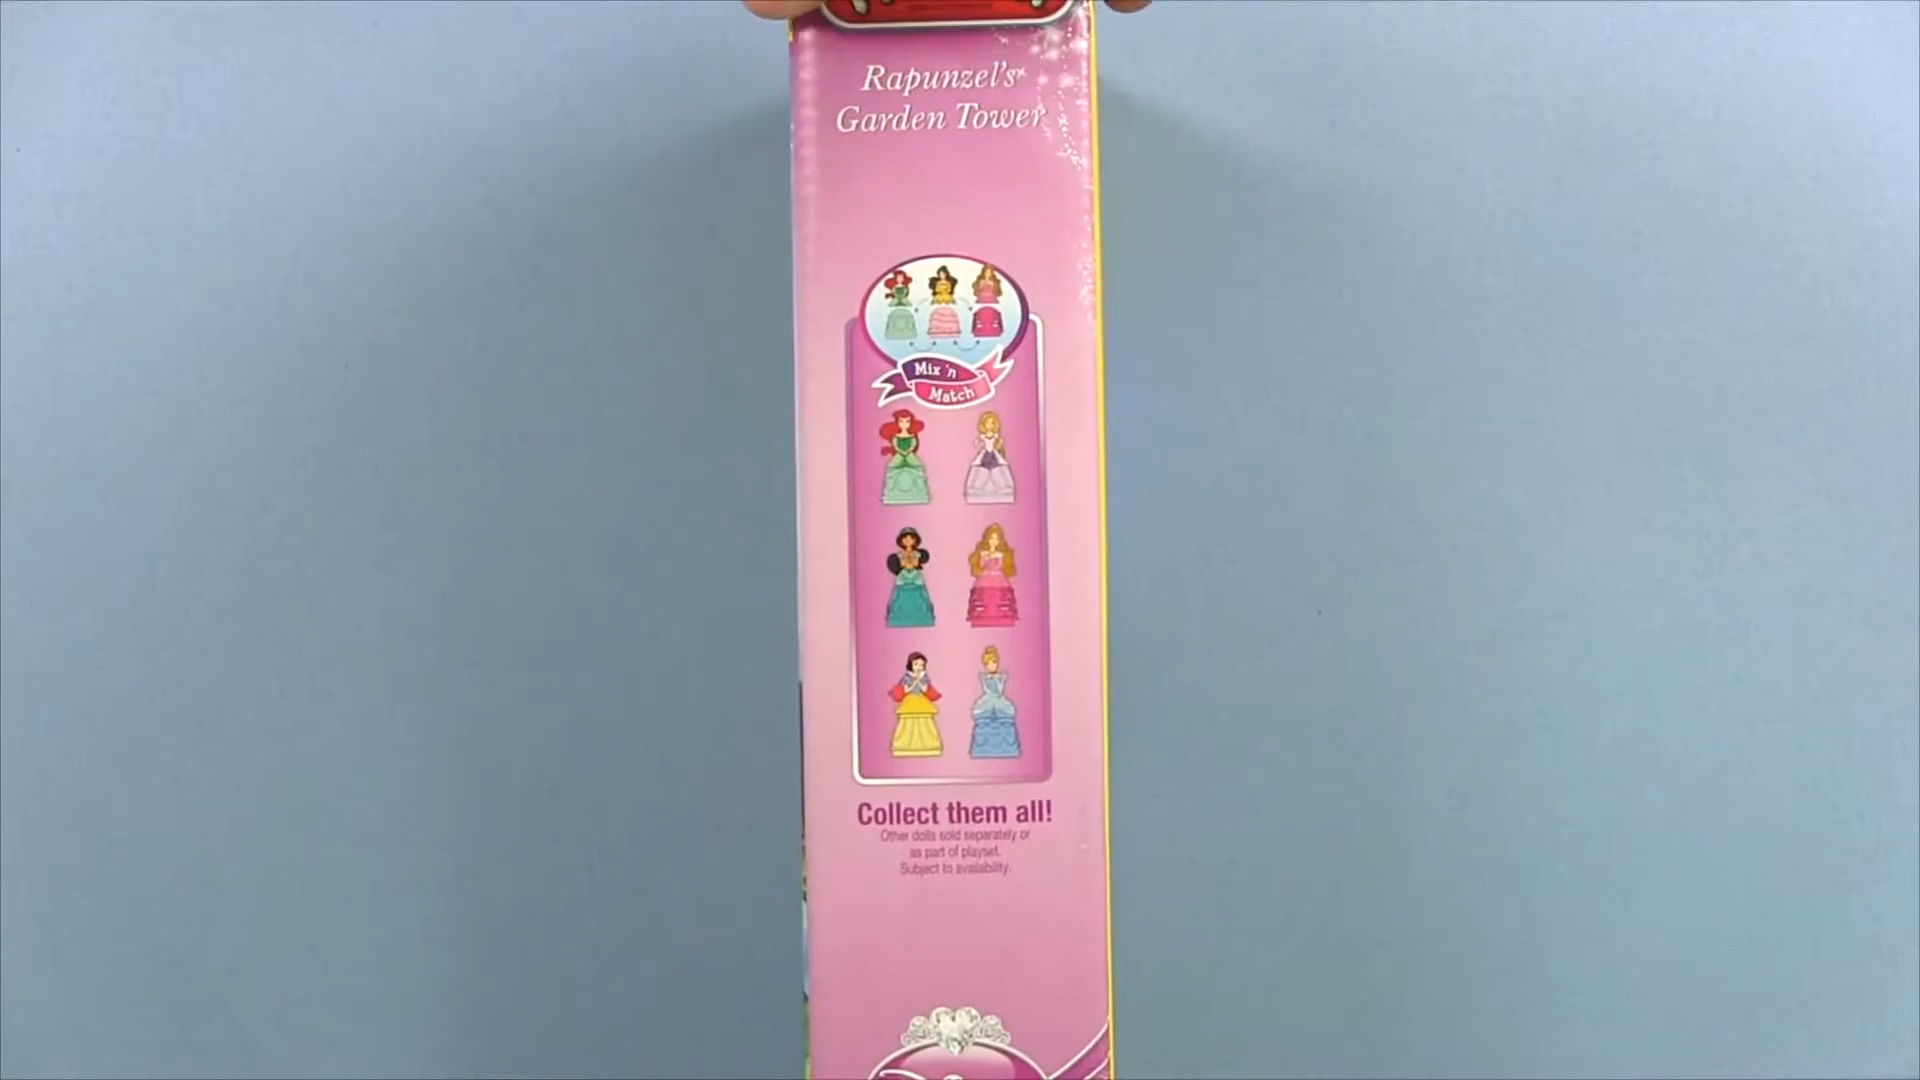 Rapunzel's
Garden Tower
Mix 'n
Match
Collect them all!
Other dolls sold separately or
as part of playset.
Subject to availability.